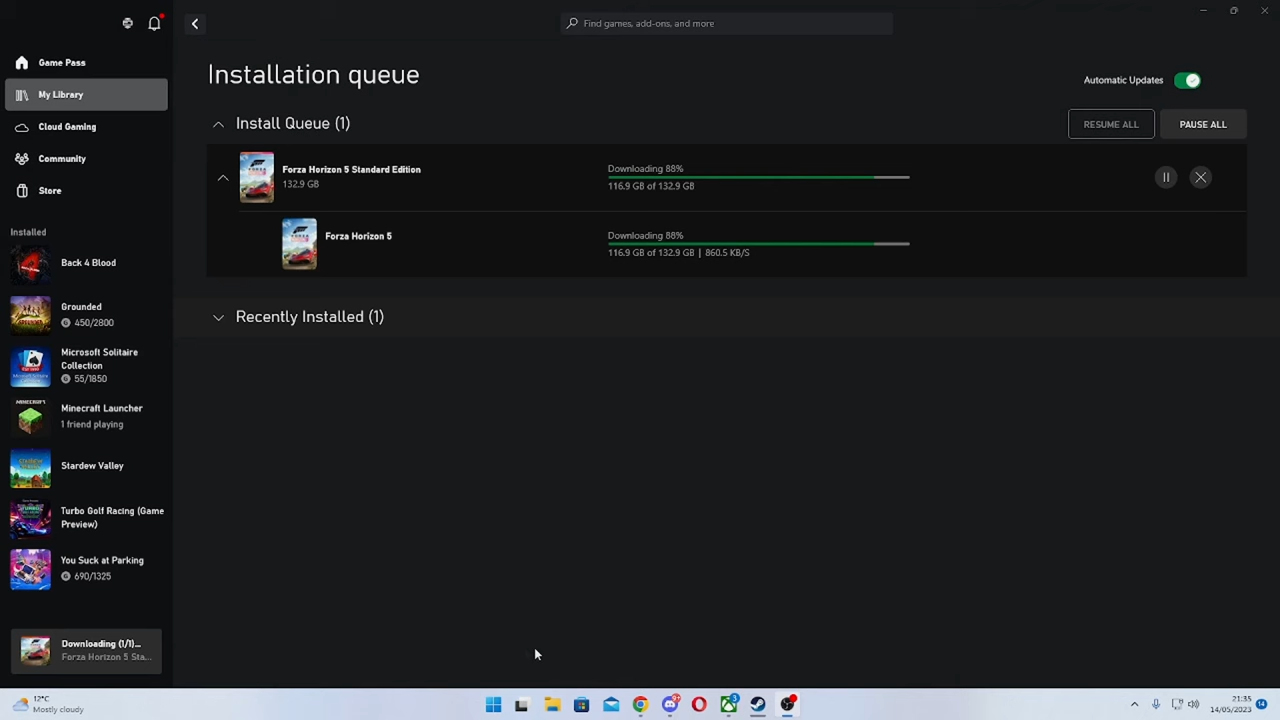 Find games, add-ons, and more
Game Pass
My Library
Cloud Gaming
Community
Store
Installed
Back 4 Blood
Grounded
450/2800
Microsoft Solitaire
Collection
55/1850
Minecraft Launcher
1 friend playing
Stardew Valley
Turbo Golf Racing (Game
Preview)
You Suck at Parking
690/1325
Downloading (1/1)...
Forza Horizon 5 Sta...
Installation queue
Automatic Updates
Install Queue (1)
RESUME ALL
PAUSE ALL
Forza Horizon 5 Standard Edition
132.9 GB
Downloading 88%
116.9 GB of 132.9 GB
Forza Horizon 5
Downloading 88%
116.9 GB of 132.9 GB | 860.5 KB/S
Recently Installed (1)
12°C
Mostly cloudy
9+
3
21:35
14/05/2023